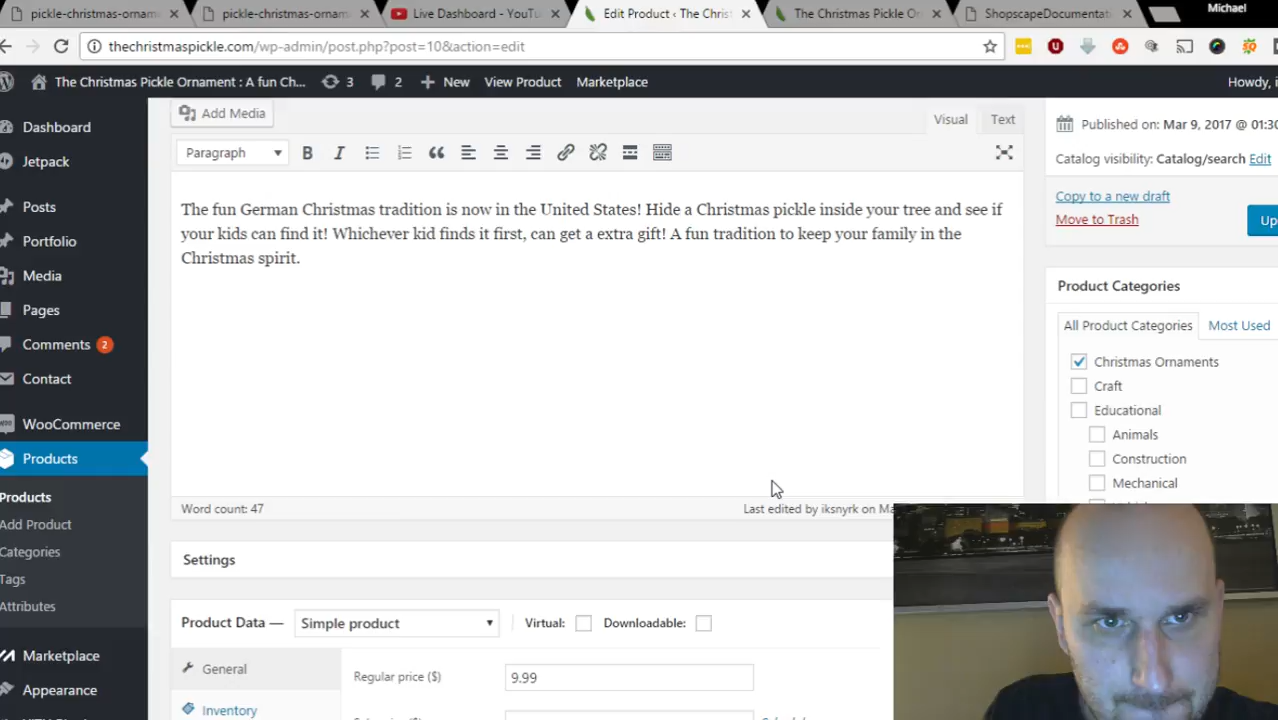 pickle-christmas-ornam
pickle-christmas-ornam
Live Dashboard - YouTu
Edit Product ‹ The Chris
The Christmas Pickle O
ShopscapeDocumentati
Michael
thechristmaspickle.com/wp-admin/post.php?post=10&action=edit
The Christmas Pickle Ornament : A fun Ch...
3
2
New
View Product
Marketplace
Howdy, i
Dashboard
Jetpack
Posts
Portfolio
Media
Pages
Comments 2
Contact
WooCommerce
Products
Products
Add Product
Categories
Tags
Attributes
Marketplace
Appearance
Add Media
Visual
Text
Paragraph
The fun German Christmas tradition is now in the United States! Hide a Christmas pickle inside your tree and see if
your kids can find it! Whichever kid finds it first, can get a extra gift! A fun tradition to keep your family in the
Christmas spirit.
Word count: 47
Last edited by iksnyrk on Ma
Settings
Product Data — Simple product
Virtual:
Downloadable:
General
Regular price ($)
9.99
Inventory
Published on: Mar 9, 2017 @ 01:30
Catalog visibility: Catalog/search Edit
Copy to a new draft
Move to Trash
Up
Product Categories
All Product Categories
Most Used
Christmas Ornaments
Craft
Educational
Animals
Construction
Mechanical